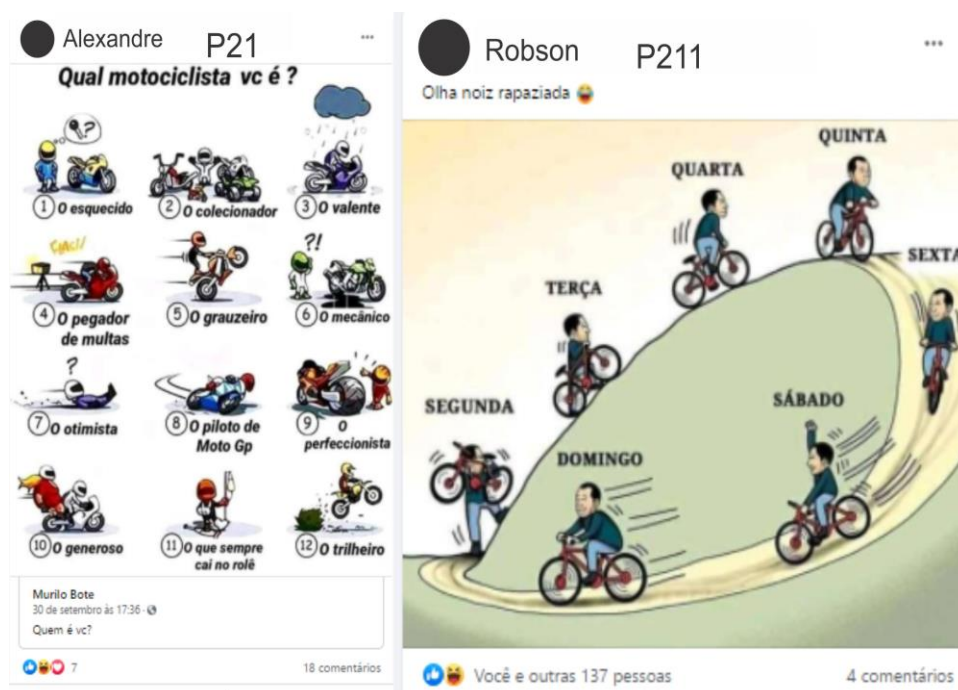 Alexandre P21
Qual motociclista vc é ?
?
1 O esquecido
2 O colecionador
3 O valente
?!
4 O pegador
de multas
5 O grauzeiro
6 O mecânico
?
7 O otimista
8 O piloto de
Moto Gp
9 O
perfeccionista
10 O generoso
11 O que sempre
cai no rolê
12 O trilheiro
Murilo Bote
30 de setembro às 17:36
Quem é vc?
7
18 comentários
Robson P211
Olha noiz rapaziada
QUINTA
QUARTA
SEXTA
TERÇA
SÁBADO
SEGUNDA
DOMINGO
Você e outras 137 pessoas
4 comentários